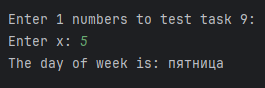 Enter 1 numbers to test task 9:
Enter x: 5
The day of week is: пятница